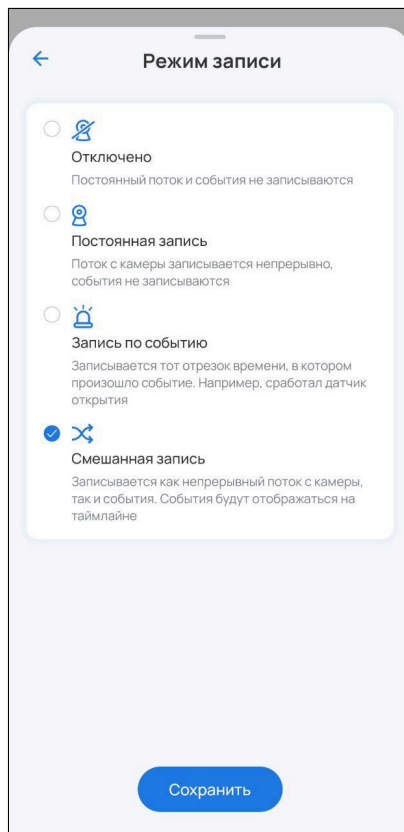 Режим записи
Отключено
Постоянный поток и события не записываются
Постоянная запись
Поток с камеры записывается непрерывно,
события не записываются
Запись по событию
Записывается тот отрезок времени, в котором
произошло событие. Например, сработал датчик
открытия
Смешанная запись
Записывается как непрерывный поток с камеры,
так и события. События будут отображаться на
таймлайне
Сохранить